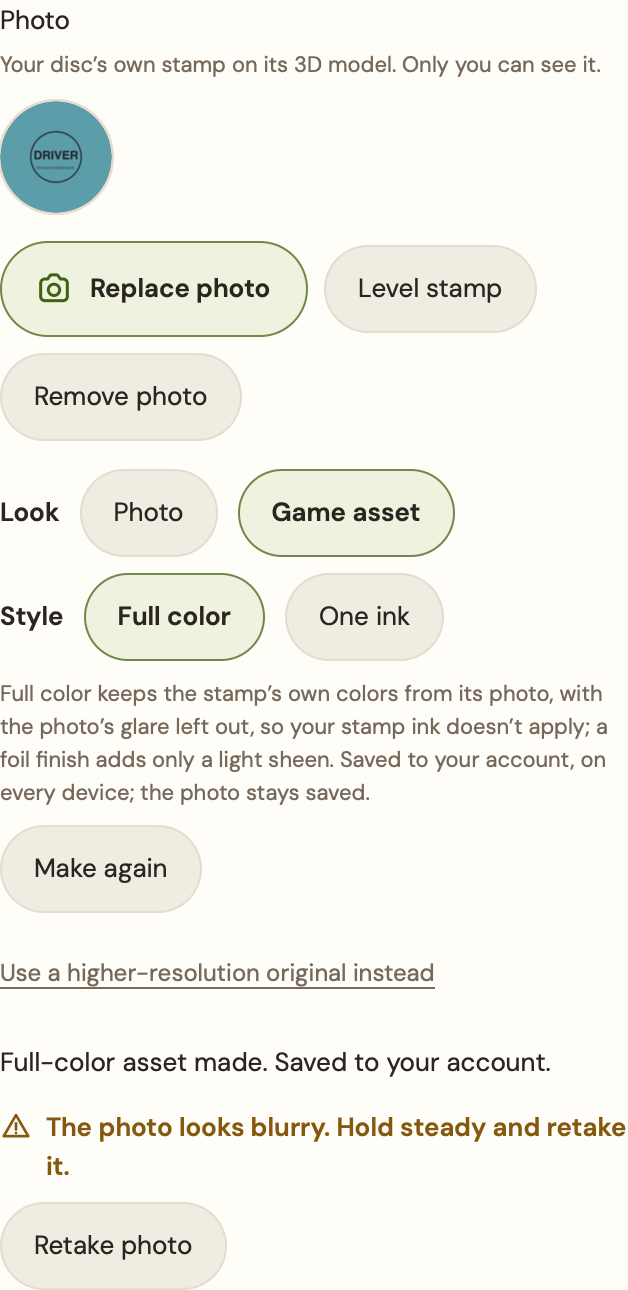 Photo
Your disc’s own stamp on its 3D model. Only you can see it.
DRIVER
Replace photo
Level stamp
Remove photo
Look
Photo
Game asset
Style
Full color
One ink
Full color keeps the stamp’s own colors from its photo, with
the photo’s glare left out, so your stamp ink doesn’t apply; a
foil finish adds only a light sheen. Saved to your account, on
every device; the photo stays saved.
Make again
Use a higher-resolution original instead
Full-color asset made. Saved to your account.
The photo looks blurry. Hold steady and retake
it.
Retake photo